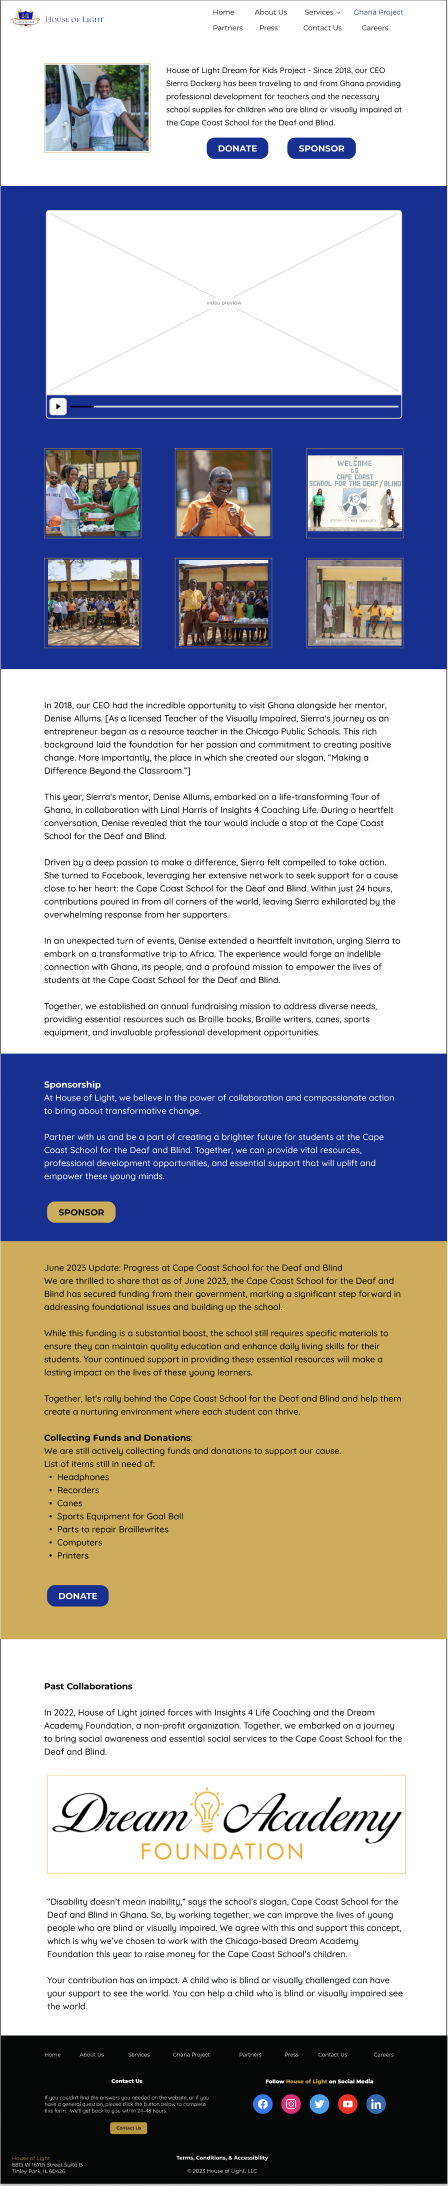 House of Light
Home About Us Services Ghana Project
Partners Press Contact Us Careers
House of Light Dream for Kids Project - Since 2018, our CEO
Sierra Dockery has been traveling to and from Ghana providing
professional development for teachers and the necessary
school supplies for children who are blind or visually impaired at
the Cape Coast School for the Deaf and Blind.
DONATE SPONSOR
video preview
WELCOME
TO
CAPE COAST
SCHOOL FOR THE DEAF/BLIND
In 2018, our CEO had the incredible opportunity to visit Ghana alongside her mentor,
Denise Allums. [As a licensed Teacher of the Visually Impaired, Sierra's journey as an
entrepreneur began as a resource teacher in the Chicago Public Schools. This rich
background laid the foundation for her passion and commitment to creating positive
change. More importantly, the place in which she created our slogan, "Making a
Difference Beyond the Classroom."]
This year, Sierra's mentor, Denise Allums, embarked on a life-transforming Tour of
Ghana, in collaboration with Linal Harris of Insights 4 Coaching Life. During a heartfelt
conversation, Denise revealed that the tour would include a stop at the Cape Coast
School for the Deaf and Blind.
Driven by a deep passion to make a difference, Sierra felt compelled to take action.
She turned to Facebook, leveraging her extensive network to seek support for a cause
close to her heart: the Cape Coast School for the Deaf and Blind. Within just 24 hours,
contributions poured in from all corners of the world, leaving Sierra exhilarated by the
overwhelming response from her supporters.
In an unexpected turn of events, Denise extended a heartfelt invitation, urging Sierra to
embark on a transformative trip to Africa. The experience would forge an indelible
connection with Ghana, its people, and a profound mission to empower the lives of
students at the Cape Coast School for the Deaf and Blind.
Together, we established an annual fundraising mission to address diverse needs,
providing essential resources such as Braille books, Braille writers, canes, sports
equipment, and invaluable professional development opportunities.
Sponsorship
At House of Light, we believe in the power of collaboration and compassionate action
to bring about transformative change.
Partner with us and be a part of creating a brighter future for students at the Cape
Coast School for the Deaf and Blind. Together, we can provide vital resources,
professional development opportunities, and essential support that will uplift and
empower these young minds.
SPONSOR
June 2023 Update: Progress at Cape Coast School for the Deaf and Blind
We are thrilled to share that as of June 2023, the Cape Coast School for the Deaf and
Blind has secured funding from their government, marking a significant step forward in
addressing foundational issues and building up the school.
While this funding is a substantial boost, the school still requires specific materials to
ensure they can maintain quality education and enhance daily living skills for their
students. Your continued support in providing these essential resources will make a
lasting impact on the lives of these young learners.
Together, let's rally behind the Cape Coast School for the Deaf and Blind and help them
create a nurturing environment where each student can thrive.
Collecting Funds and Donations:
We are still actively collecting funds and donations to support our cause.
List of items still in need of:
• Headphones
• Recorders
• Canes
• Sports Equipment for Goal Ball
• Parts to repair Braillewrites
• Computers
• Printers
DONATE
Past Collaborations
In 2022, House of Light joined forces with Insights 4 Life Coaching and the Dream
Academy Foundation, a non-profit organization. Together, we embarked on a journey
to bring social awareness and essential social services to the Cape Coast School for the
Deaf and Blind.
Dream Academy
FOUNDATION
"Disability doesn't mean inability," says the school's slogan, Cape Coast School for the
Deaf and Blind in Ghana. So, by working together, we can improve the lives of young
people who are blind or visually impaired. We agree with this and support this concept,
which is why we've chosen to work with the Chicago-based Dream Academy
Foundation this year to raise money for the Cape Coast School's children.
Your contribution has an impact. A child who is blind or visually challenged can have
your support to see the world. You can help a child who is blind or visually impaired see
the world.
Home About Us Services Ghana Project Partners Press Contact Us Careers
Contact Us
If you couldn't find the answers you needed on the website, or if you
have a general question, please click the button below to complete
this form. We'll get back to you within 24-48 hours.
Contact Us
Follow House of Light on Social Media
House of Light
6815 W 167th Street Suite B
Tinley Park, IL 60426
Terms, Conditions, & Accessibility
© 2023 House of Light, LLC